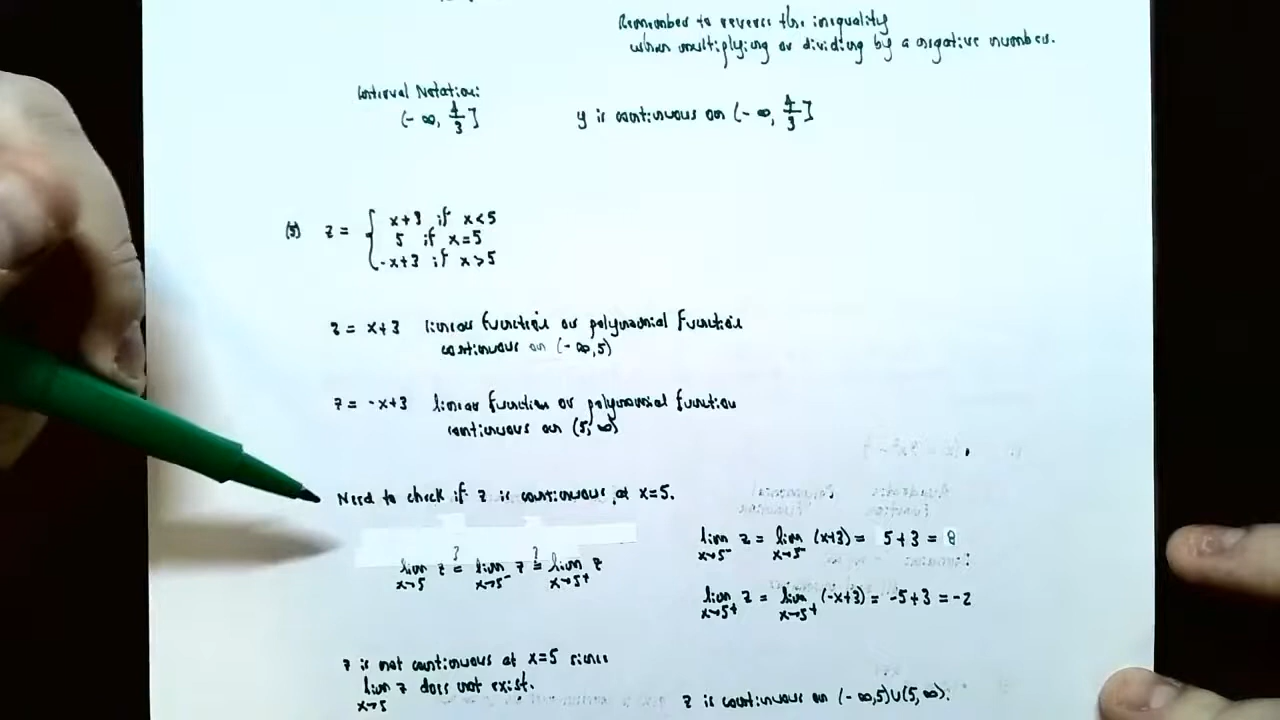 Remember to reverse the inequality
when multiplying or dividing by a negative number.
Interval Notation:
(-∞, 4/3]
y is continuous on (-∞, 4/3]
(3) z = { x+3 if x<5
5 if x=5
-x+3 if x>5
z = x+3 linear function or polynomial function
continuous on (-∞,5)
z = -x+3 linear function or polynomial function
continuous on (5,∞)
Need to check if z is continuous at x=5.
lim x→5 z ?= lim x→5⁻ z ?= lim x→5⁺ z
lim x→5⁻ z = lim x→5⁻ (x+3) = 5+3 = 8
lim x→5⁺ z = lim x→5⁺ (-x+3) = -5+3 = -2
z is not continuous at x=5 since
lim x→5 z does not exist.
z is continuous on (-∞,5)∪(5,∞).